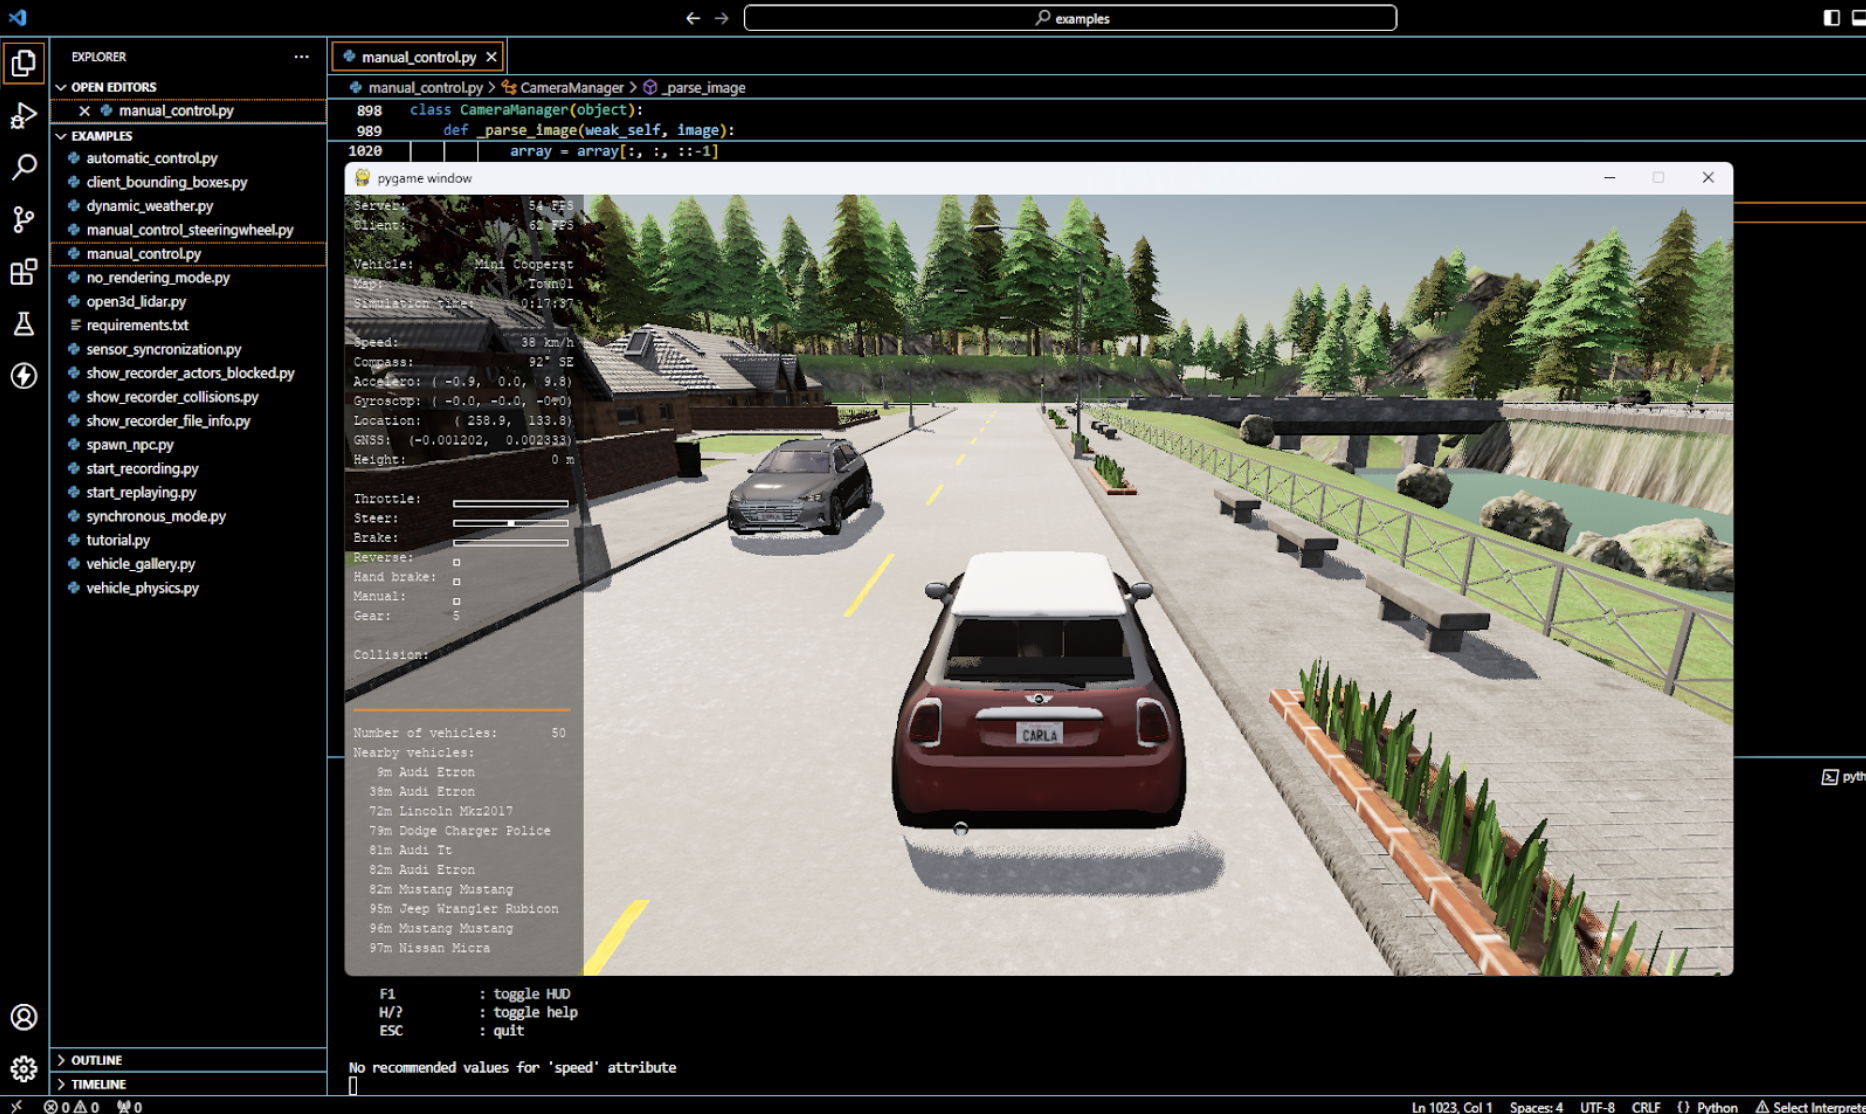 examples
EXPLORER
OPEN EDITORS
manual_control.py
EXAMPLES
automatic_control.py
client_bounding_boxes.py
dynamic_weather.py
manual_control_steeringwheel.py
manual_control.py
no_rendering_mode.py
open3d_lidar.py
requirements.txt
sensor_syncronization.py
show_recorder_actors_blocked.py
show_recorder_collisions.py
show_recorder_file_info.py
spawn_npc.py
start_recording.py
start_replaying.py
synchronous_mode.py
tutorial.py
vehicle_gallery.py
vehicle_physics.py
OUTLINE
TIMELINE
manual_control.py
manual_control.py > CameraManager > _parse_image
898 class CameraManager(object):
989 def _parse_image(weak_self, image):
1020 array = array[:, :, ::-1]
pygame window
Server: 54 FPS
Client: 62 FPS
Vehicle: Mini Cooperst
Map: Town01
Simulation time: 0:17:37
Speed: 38 km/h
Compass: 92° SE
Accelero: ( -0.9, 0.0, 9.8)
Gyroscop: ( -0.0, -0.0, -0.0)
Location: ( 258.9, 133.8)
GNSS: (-0.001202, 0.002333)
Height: 0 m
Throttle:
Steer:
Brake:
Reverse:
Hand brake:
Manual:
Gear: 5
Collision:
Number of vehicles: 50
Nearby vehicles:
9m Audi Etron
38m Audi Etron
72m Lincoln Mkz2017
79m Dodge Charger Police
81m Audi Tt
82m Audi Etron
82m Mustang Mustang
95m Jeep Wrangler Rubicon
96m Mustang Mustang
97m Nissan Micra
CARLA
F1 : toggle HUD
H/? : toggle help
ESC : quit
No recommended values for 'speed' attribute
pyth
0 0 0
Ln 1023, Col 1 Spaces: 4 UTF-8 CRLF {} Python Select Interprete